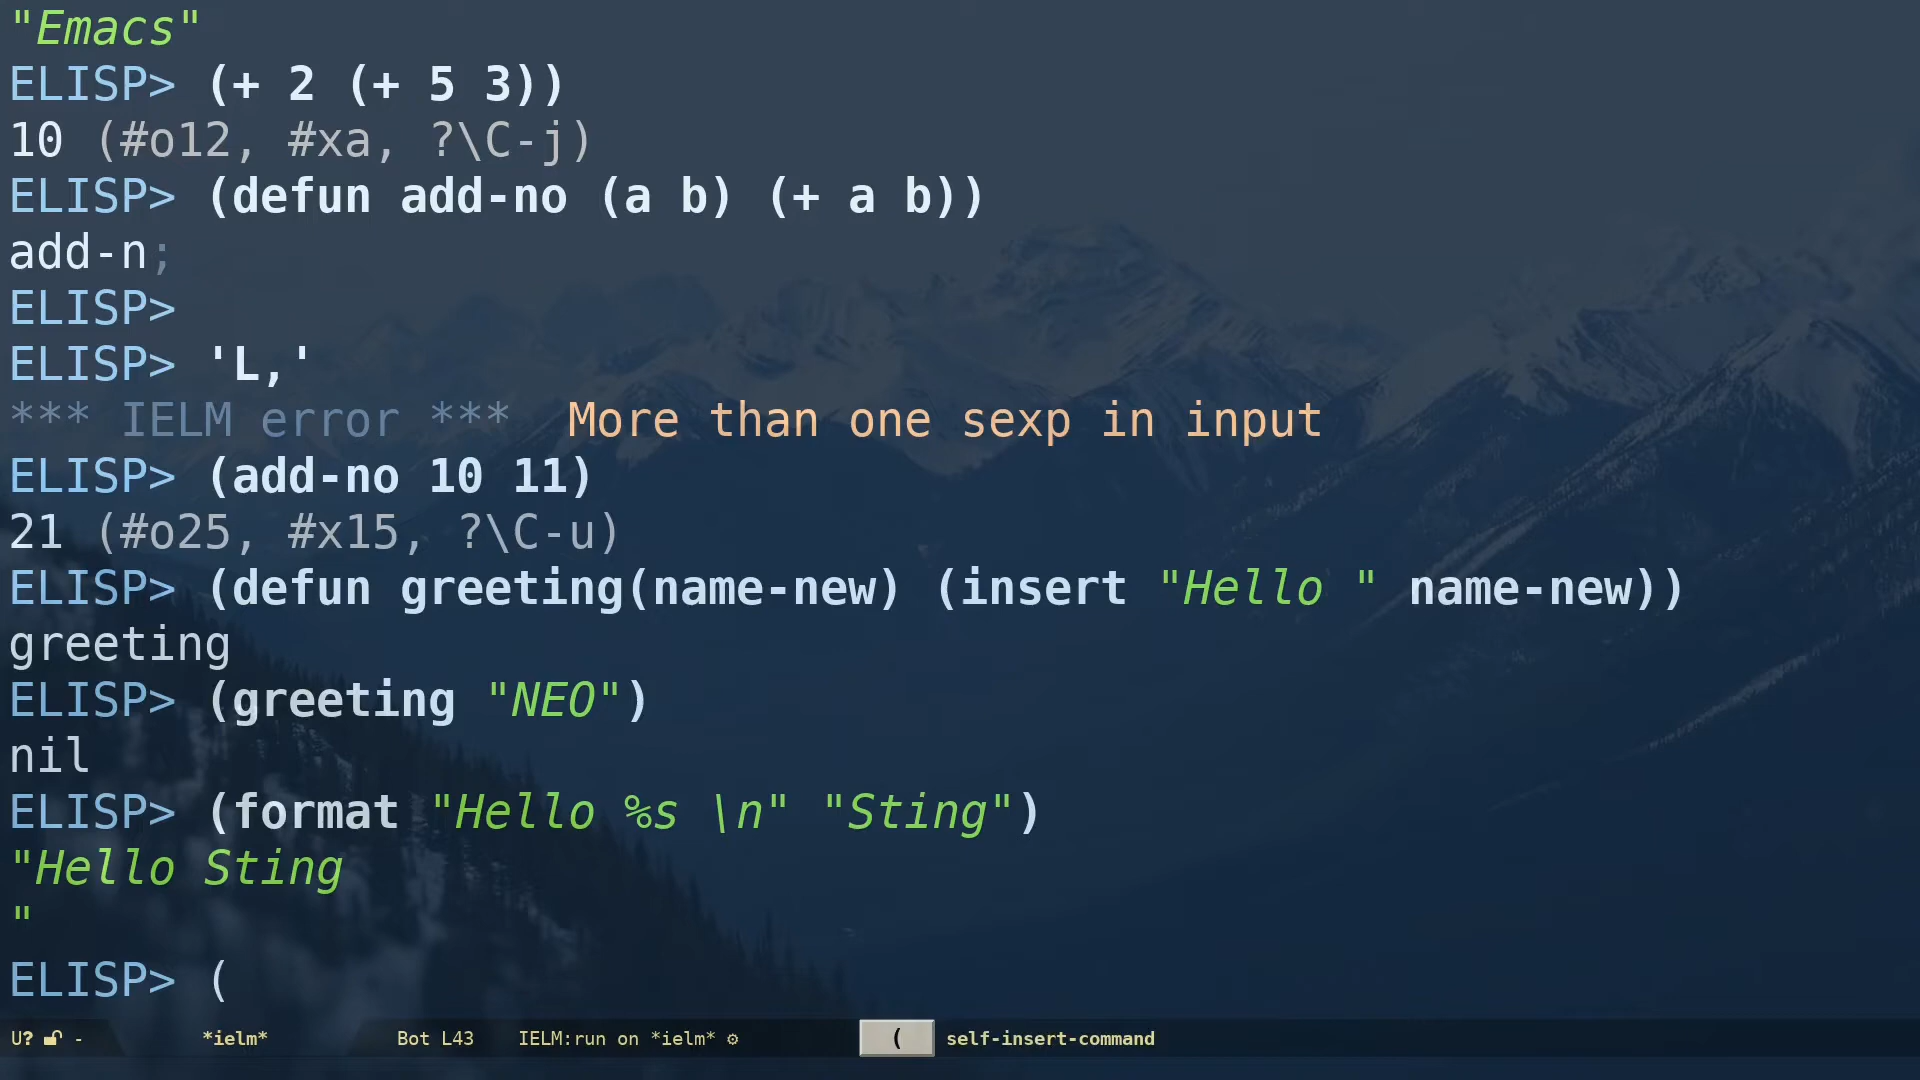 "Emacs"
ELISP> (+ 2 (+ 5 3))
10 (#o12, #xa, ?\C-j)
ELISP> (defun add-no (a b) (+ a b))
add-n;
ELISP>
ELISP> 'L,'
*** IELM error ***  More than one sexp in input
ELISP> (add-no 10 11)
21 (#o25, #x15, ?\C-u)
ELISP> (defun greeting(name-new) (insert "Hello " name-new))
greeting
ELISP> (greeting "NEO")
nil
ELISP> (format "Hello %s \n" "Sting")
"Hello Sting
"
ELISP> (
U? - *ielm* Bot L43 IELM:run on *ielm* ⚙ ( self-insert-command